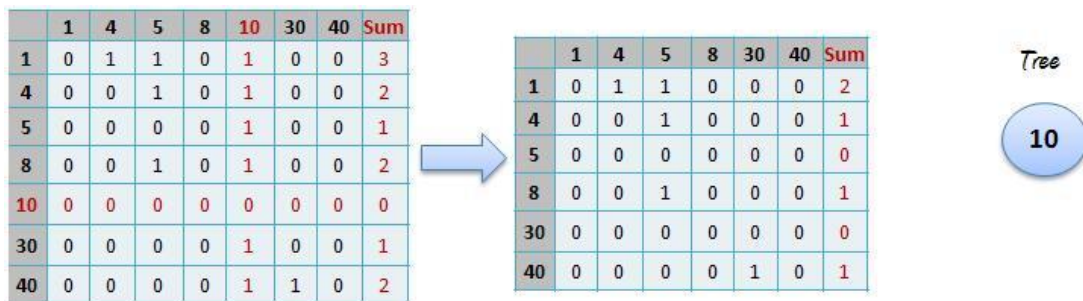 1 4 5 8 10 30 40 Sum
1 0 1 1 0 1 0 0 3
4 0 0 1 0 1 0 0 2
5 0 0 0 0 1 0 0 1
8 0 0 1 0 1 0 0 2
10 0 0 0 0 0 0 0 0
30 0 0 0 0 1 0 0 1
40 0 0 0 0 1 1 0 2
1 4 5 8 30 40 Sum
1 0 1 1 0 0 0 2
4 0 0 1 0 0 0 1
5 0 0 0 0 0 0 0
8 0 0 1 0 0 0 1
30 0 0 0 0 0 0 0
40 0 0 0 0 1 0 1
Tree
10